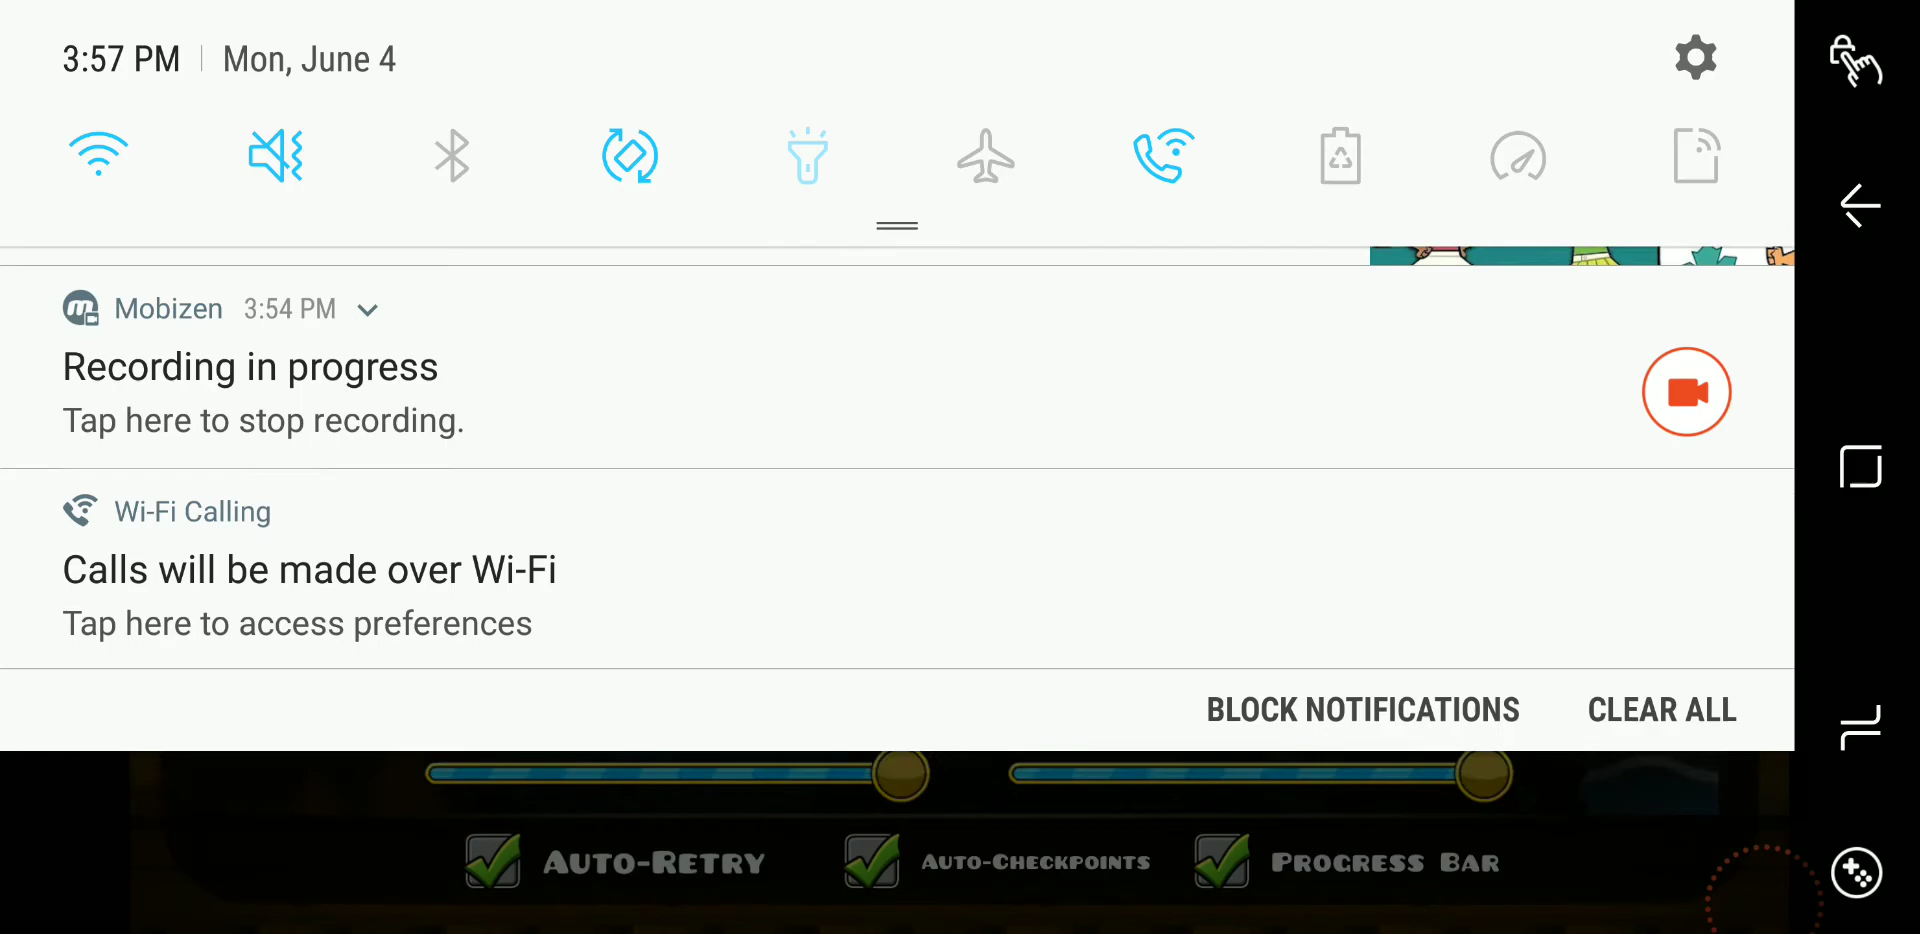 3:57 PM | Mon, June 4
Mobizen 3:54 PM
Recording in progress
Tap here to stop recording.
Wi-Fi Calling
Calls will be made over Wi-Fi
Tap here to access preferences
BLOCK NOTIFICATIONS CLEAR ALL
Auto-Retry Auto-Checkpoints Progress Bar